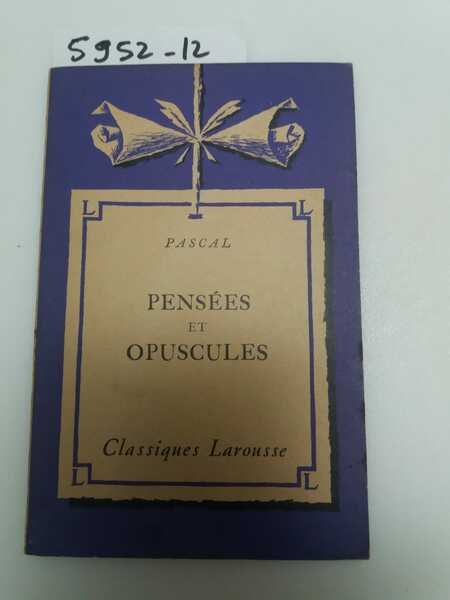 5952-12
L L
PASCAL
PENSÉES
ET
OPUSCULES
Classiques Larousse
L L